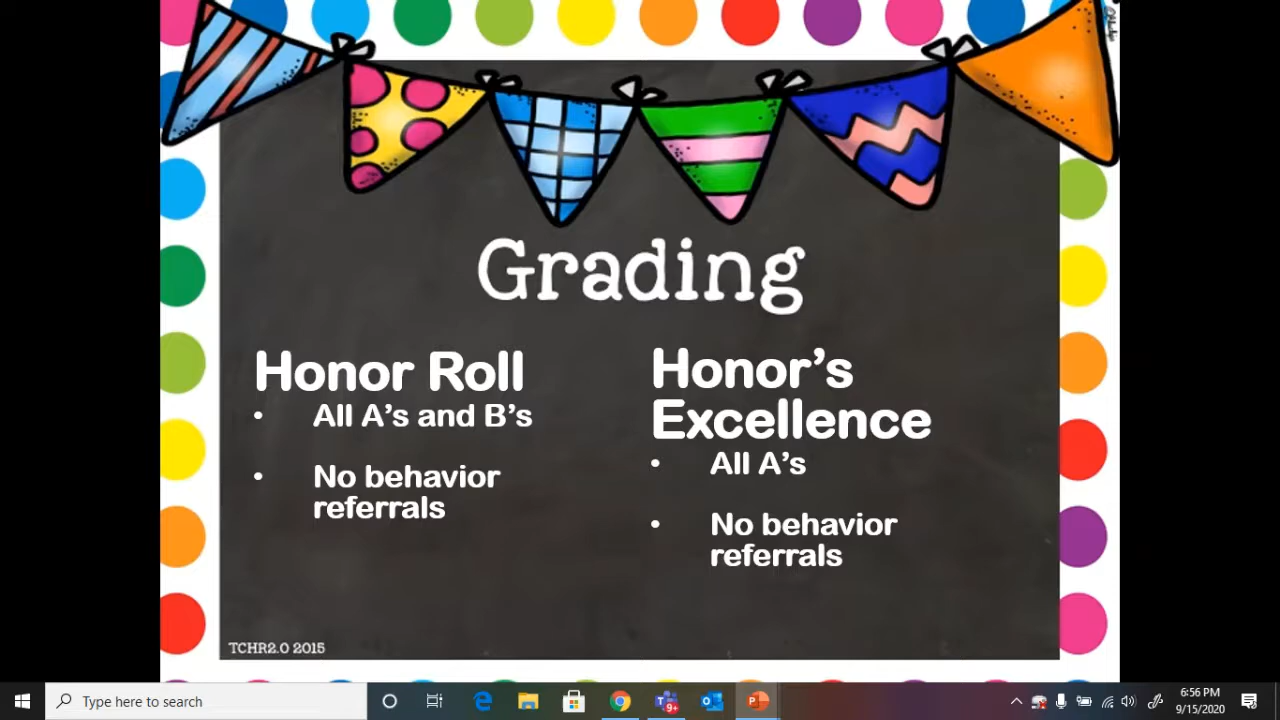 Grading
Honor Roll
• All A's and B's
• No behavior
referrals
Honor's
Excellence
• All A's
• No behavior
referrals
TCHR2.0 2015
Type here to search
9+
6:56 PM
9/15/2020